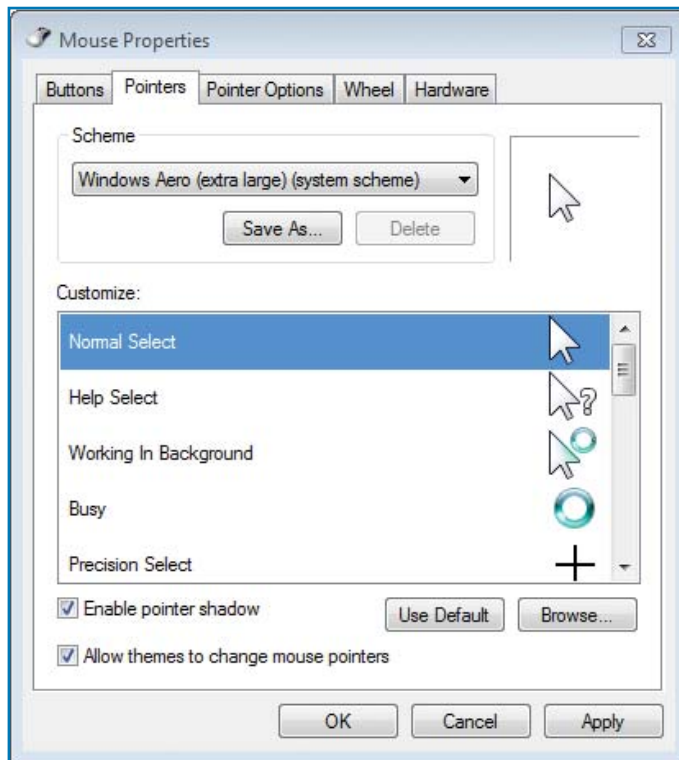 Mouse Properties
Buttons Pointers Pointer Options Wheel Hardware
Scheme
Windows Aero (extra large) (system scheme)
Save As... Delete
Customize:
Normal Select
Help Select
Working In Background
Busy
Precision Select
Enable pointer shadow
Use Default Browse...
Allow themes to change mouse pointers
OK Cancel Apply